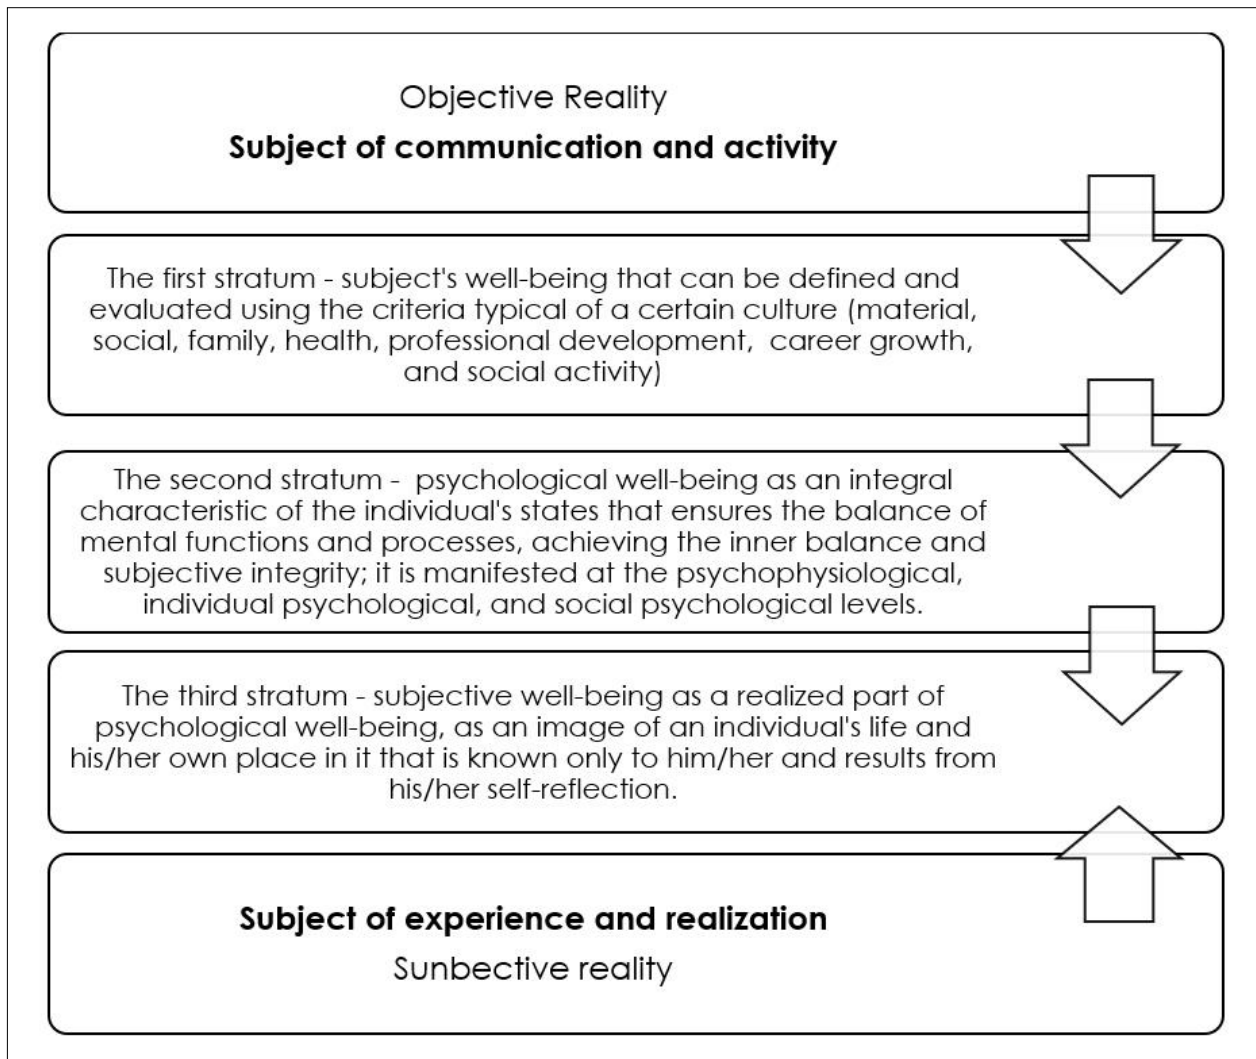 Objective Reality
Subject of communication and activity
The first stratum - subject's well-being that can be defined and
evaluated using the criteria typical of a certain culture (material,
social, family, health, professional development,  career growth,
and social activity)
The second stratum -  psychological well-being as an integral
characteristic of the individual's states that ensures the balance of
mental functions and processes, achieving the inner balance and
subjective integrity; it is manifested at the psychophysiological,
individual psychological, and social psychological levels.
The third stratum - subjective well-being as a realized part of
psychological well-being, as an image of an individual's life and
his/her own place in it that is known only to him/her and results from
his/her self-reflection.
Subject of experience and realization
Sunbective reality